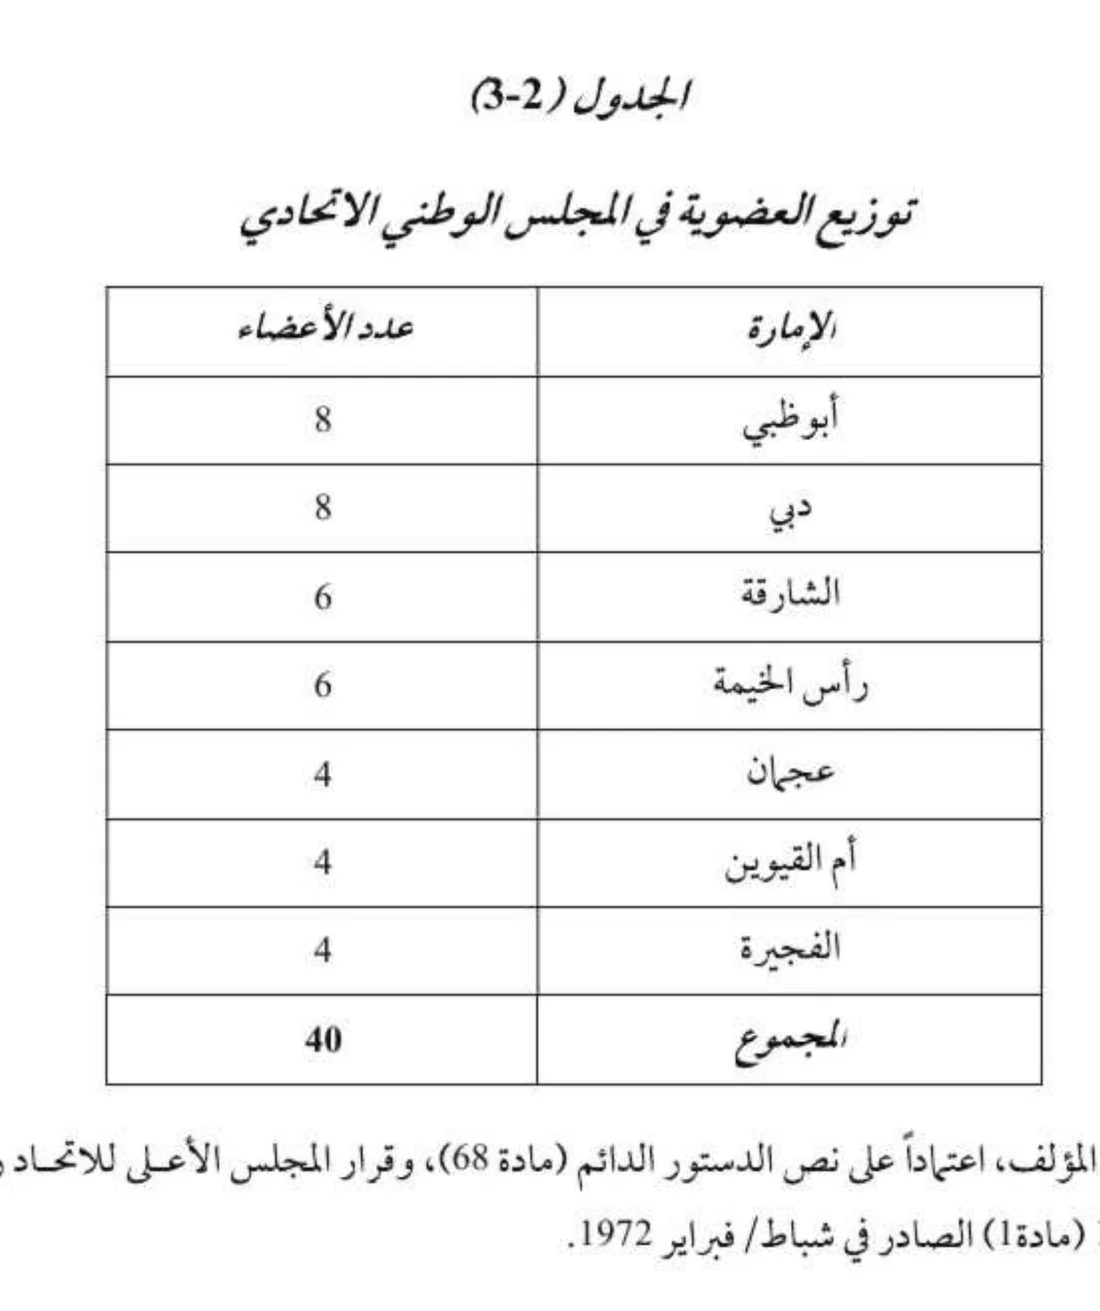 الجدول (2-3)
توزيع العضوية في المجلس الوطني الاتحادي
الإمارة عدد الأعضاء
أبوظبي 8
دبي 8
الشارقة 6
رأس الخيمة 6
عجمان 4
أم القيوين 4
الفجيرة 4
المجموع 40
المؤلف، اعتماداً على نص الدستور الدائم (مادة 68)، وقرار المجلس الأعلى للاتحاد
(مادة1) الصادر في شباط/ فبراير 1972.